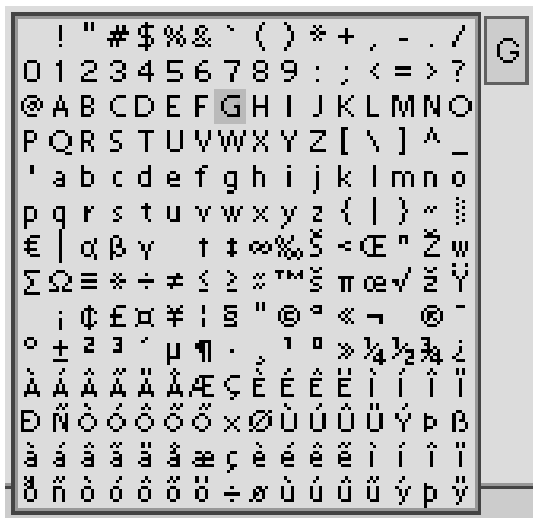 ! " # $ % & ` ( ) * + , - . /
0 1 2 3 4 5 6 7 8 9 : ; < = > ?
@ A B C D E F G H I J K L M N O
P Q R S T U V W X Y Z [ \ ] ^ _
' a b c d e f g h i j k l m n o
p q r s t u v w x y z { | } ~
€ α β γ † ‡ ∞ ‰ Š < Œ " Ž w
Σ Ω ≡ * ÷ ≠ ≤ ≥ ≈ ™ š π œ √ ž Ÿ
¡ ¢ £ ¤ ¥ ¦ § " © ª « ¬ ® ¯
° ± ² ³ ´ µ ¶ · ¸ ¹ º » ¼ ½ ¾ ¿
À Á Â Ã Ä Å Æ Ç È É Ê Ë Ì Í Î Ï
Ð Ñ Ò Ó Ô Õ Ö × Ø Ù Ú Û Ü Ý Þ ß
à á â ã ä å æ ç è é ê ë ì í î ï
ð ñ ò ó ô õ ö ÷ ø ù ú û ü ý þ ÿ
G